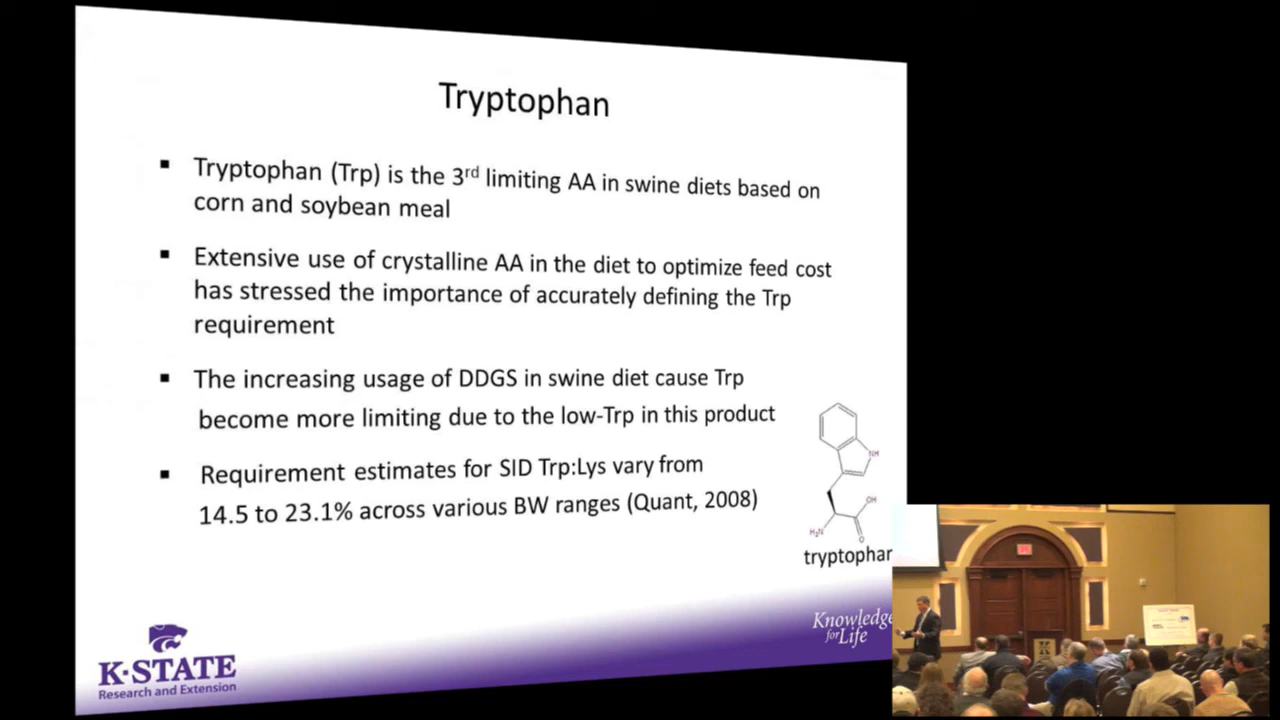 Tryptophan
▪ Tryptophan (Trp) is the 3rd limiting AA in swine diets based on
corn and soybean meal
▪ Extensive use of crystalline AA in the diet to optimize feed cost
has stressed the importance of accurately defining the Trp
requirement
▪ The increasing usage of DDGS in swine diet cause Trp
become more limiting due to the low-Trp in this product
▪ Requirement estimates for SID Trp:Lys vary from
14.5 to 23.1% across various BW ranges (Quant, 2008)
NH
OH
H₂N
O
tryptophan
Knowledge
for Life
K-STATE
Research and Extension